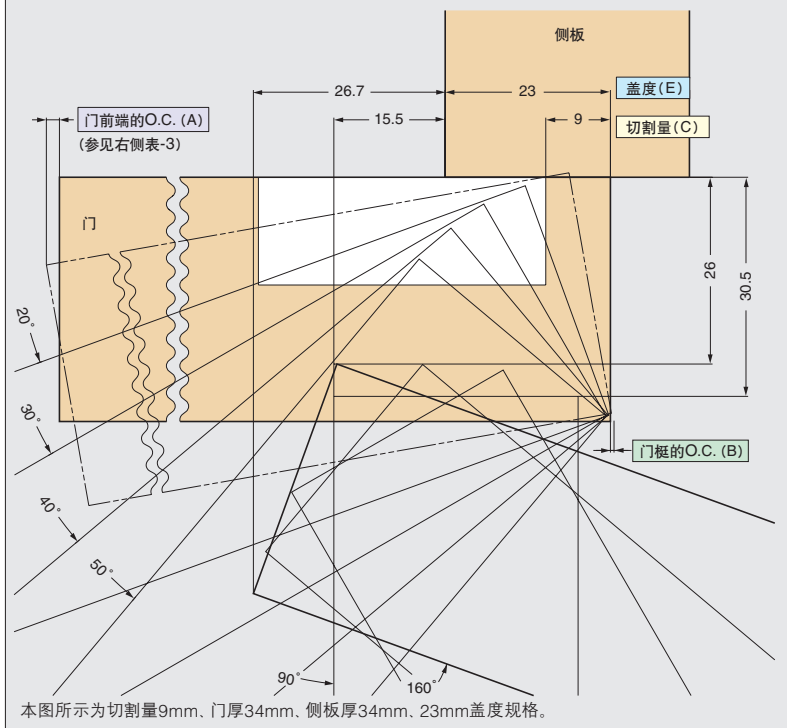 侧板
26.7
23
盖度(E)
15.5
9
切割量(C)
门前端的O.C. (A)
(参见右侧表-3)
门
26
30.5
20°
30°
40°
50°
门梃的O.C. (B)
90°
160°
本图所示为切割量9mm、门厚34mm、侧板厚34mm、23mm盖度规格。